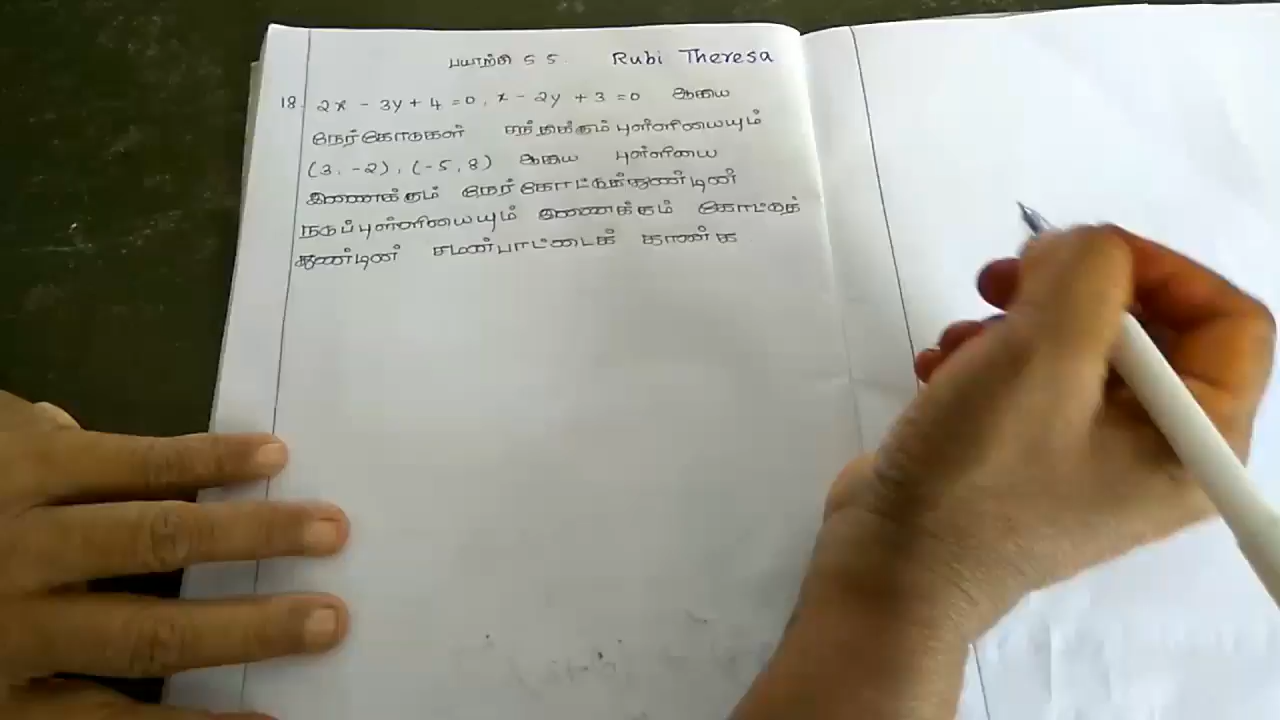 பயிற்சி 5 5. Rubi Theresa
18. 2x - 3y + 4 = 0, x - 2y + 3 = 0 ஆகிய
நேர்கோடுகள் சந்திக்கும் புள்ளியையும்
(3, -2), (-5, 8) ஆகிய புள்ளியை
இணைக்கும் நேர்கோட்டுத்துண்டின்
நடுப்புள்ளியையும் இணைக்கும் கோட்டுத்
துண்டின் சமன்பாட்டைக் காண்க